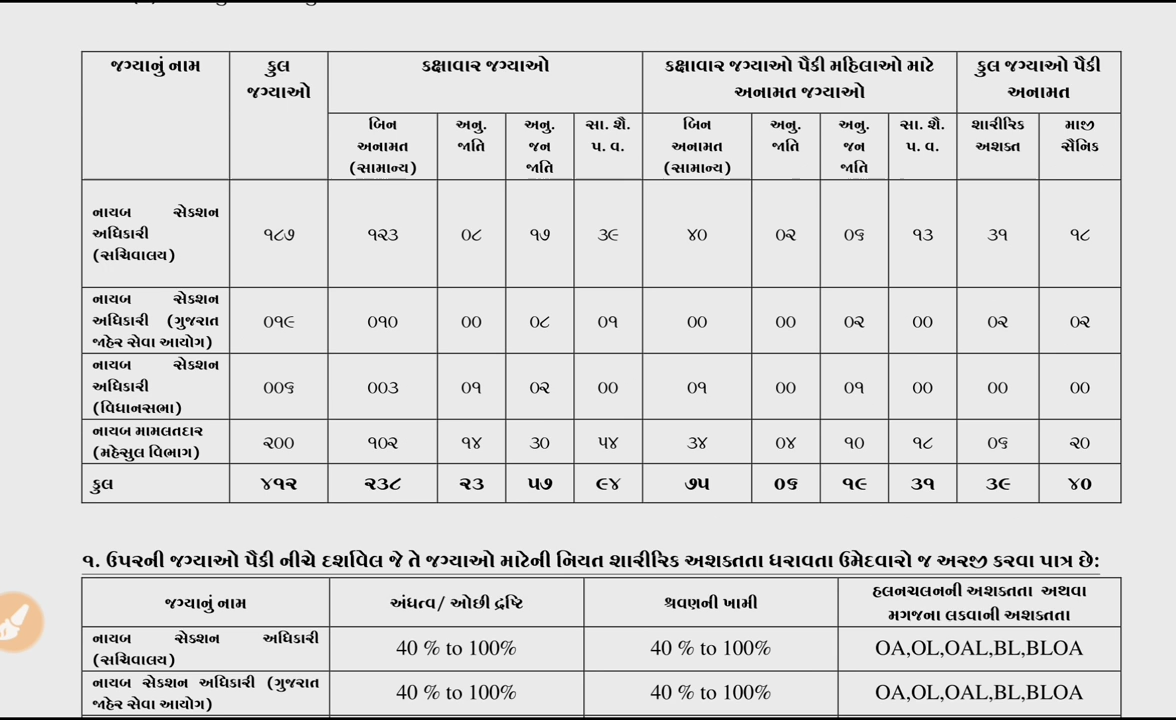 જગ્યાનું નામ કુલ જગ્યાઓ કક્ષાવાર જગ્યાઓ કક્ષાવાર જગ્યાઓ પૈકી મહિલાઓ માટે અનામત જગ્યાઓ કુલ જગ્યાઓ પૈકી અનામત
બિન અનામત (સામાન્ય) અનુ. જાતિ અનુ. જન જાતિ સા. શૈ. પ. વ. બિન અનામત (સામાન્ય) અનુ. જાતિ અનુ. જન જાતિ સા. શૈ. પ. વ. શારીરિક અશક્ત માજી સૈનિક
નાયબ સેક્શન અધિકારી (સચિવાલય) ૧૮૭ ૧૨૩ ૦૮ ૧૭ ૩૯ ૪૦ ૦૨ ૦૬ ૧૩ ૩૧ ૧૮
નાયબ સેક્શન અધિકારી (ગુજરાત જાહેર સેવા આયોગ) ૦૧૯ ૦૧૦ ૦૦ ૦૮ ૦૧ ૦૦ ૦૦ ૦૨ ૦૦ ૦૨ ૦૨
નાયબ સેક્શન અધિકારી (વિધાનસભા) ૦૦૬ ૦૦૩ ૦૧ ૦૨ ૦૦ ૦૧ ૦૦ ૦૧ ૦૦ ૦૦ ૦૦
નાયબ મામલતદાર (મહેસુલ વિભાગ) ૨૦૦ ૧૦૨ ૧૪ ૩૦ ૫૪ ૩૪ ૦૪ ૧૦ ૧૮ ૦૬ ૨૦
કુલ ૪૧૨ ૨૩૮ ૨૩ ૫૭ ૯૪ ૭૫ ૦૬ ૧૯ ૩૧ ૩૯ ૪૦
૧. ઉપરની જગ્યાઓ પૈકી નીચે દર્શાવેલ જે તે જગ્યાઓ માટેની નિયત શારીરિક અશક્તતા ધરાવતા ઉમેદવારો જ અરજી કરવા પાત્ર છે:
જગ્યાનું નામ અંધત્વ/ ઓછી દ્રષ્ટિ શ્રવણની ખામી હલનચલનની અશક્તતા અથવા મગજના લકવાની અશક્તતા
નાયબ સેક્શન અધિકારી (સચિવાલય) 40 % to 100% 40 % to 100% OA,OL,OAL,BL,BLOA
નાયબ સેક્શન અધિકારી (ગુજરાત જાહેર સેવા આયોગ) 40 % to 100% 40 % to 100% OA,OL,OAL,BL,BLOA